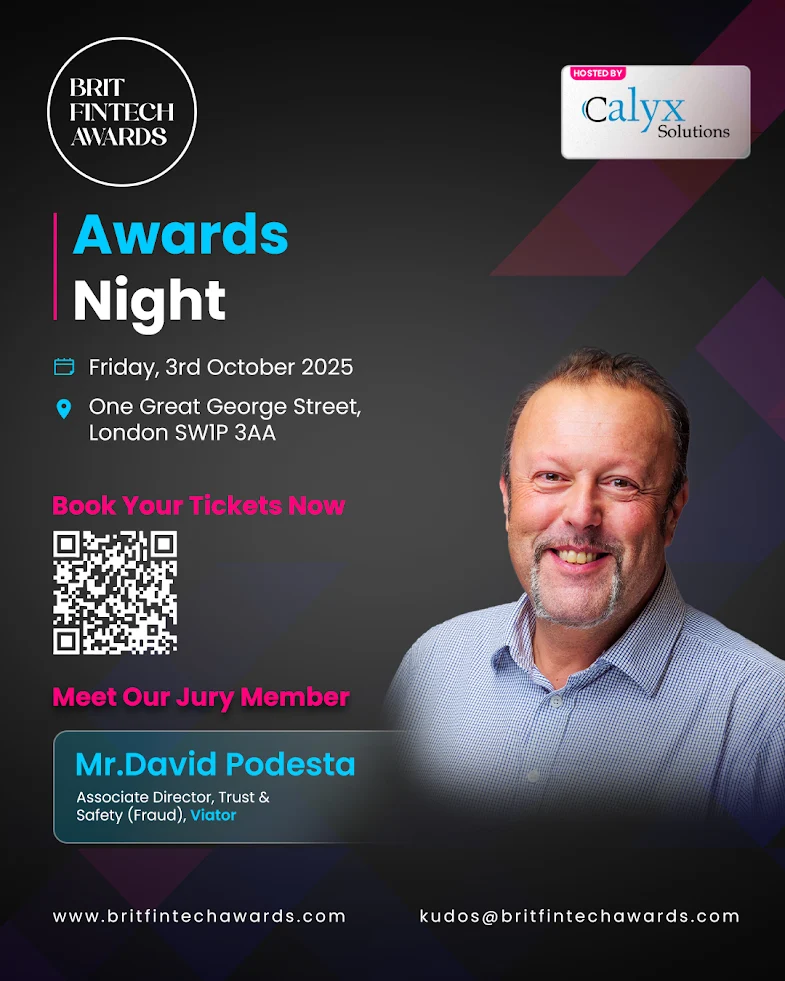 BRIT
FINTECH
AWARDS
HOSTED BY
Calyx
Solutions
Awards
Night
Friday, 3rd October 2025
One Great George Street,
London SW1P 3AA
Book Your Tickets Now
Meet Our Jury Member
Mr.David Podesta
Associate Director, Trust &
Safety (Fraud), Viator
www.britfintechawards.com
kudos@britfintechawards.com